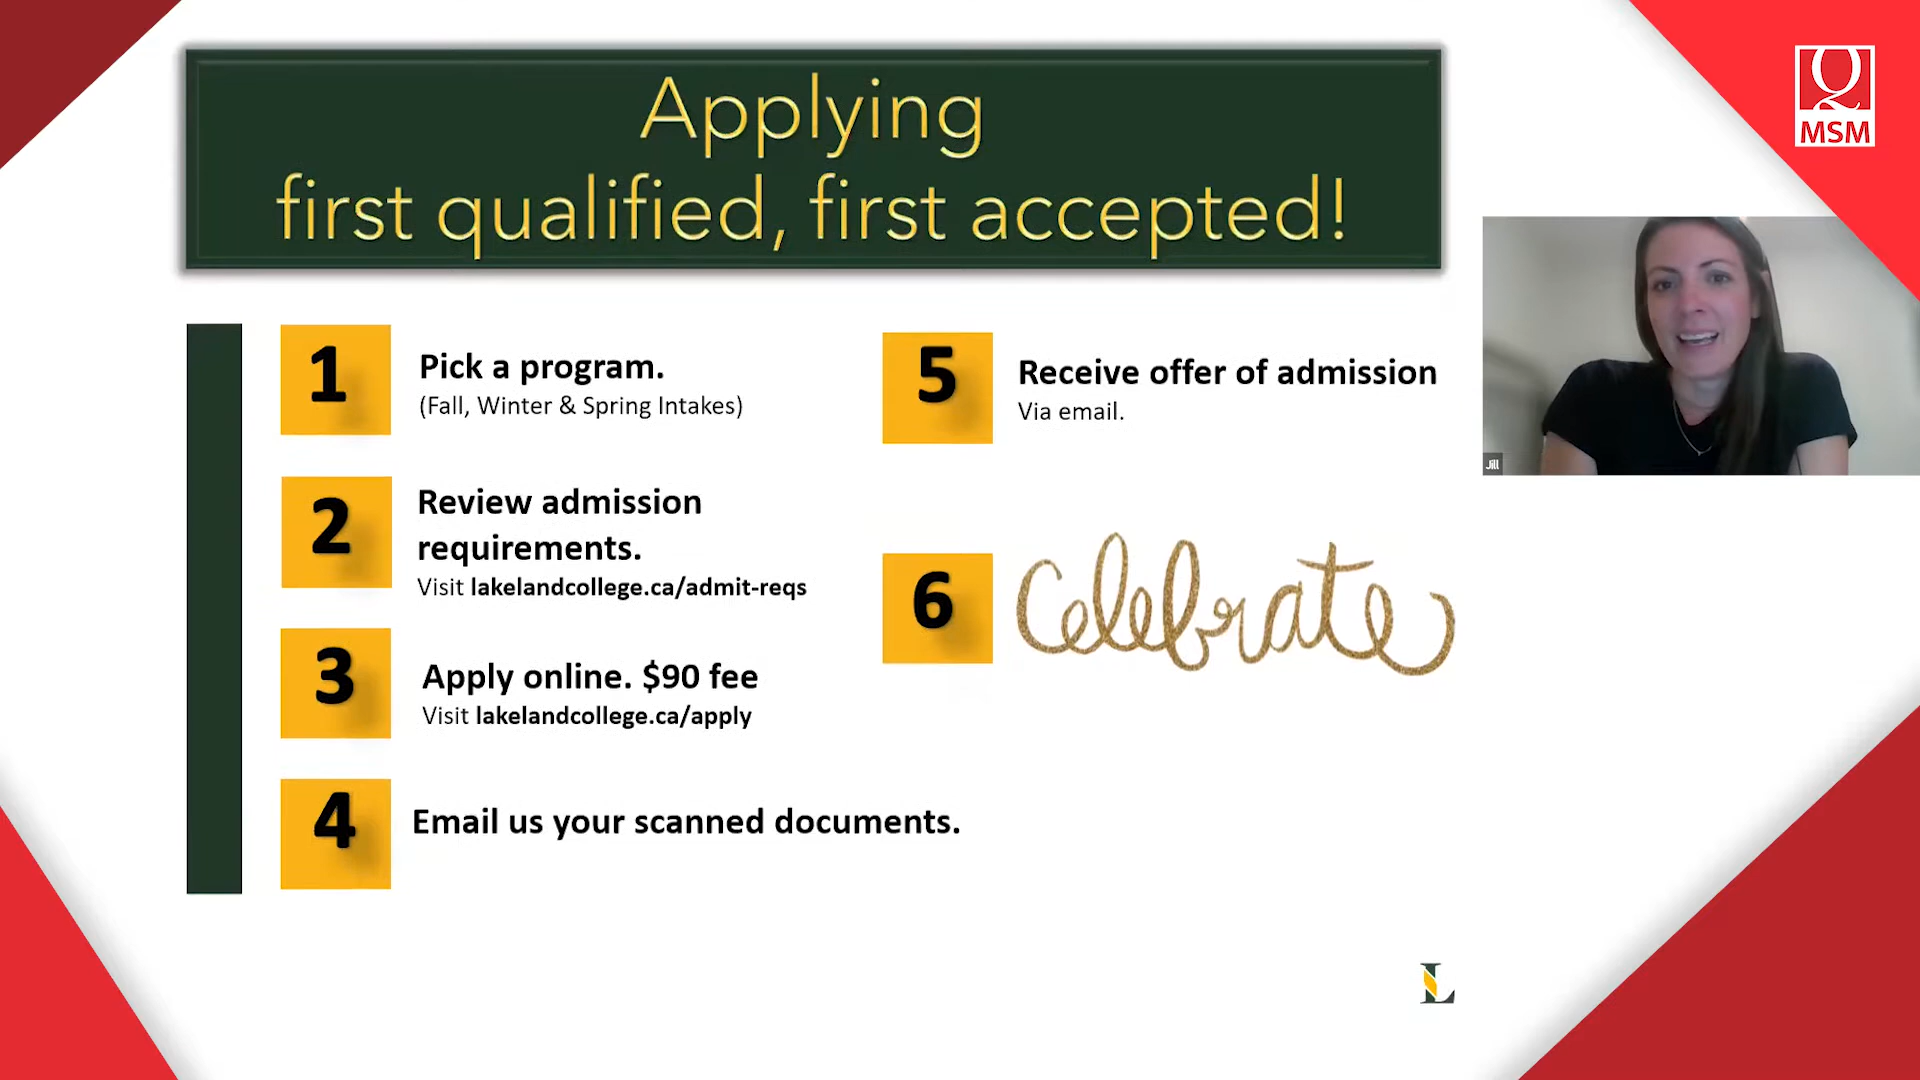 Applying
first qualified, first accepted!
1
Pick a program.
(Fall, Winter & Spring Intakes)
2
Review admission
requirements.
Visit lakelandcollege.ca/admit-reqs
3
Apply online. $90 fee
Visit lakelandcollege.ca/apply
4
Email us your scanned documents.
5
Receive offer of admission
Via email.
6
Celebrate
MSM
Jill
L